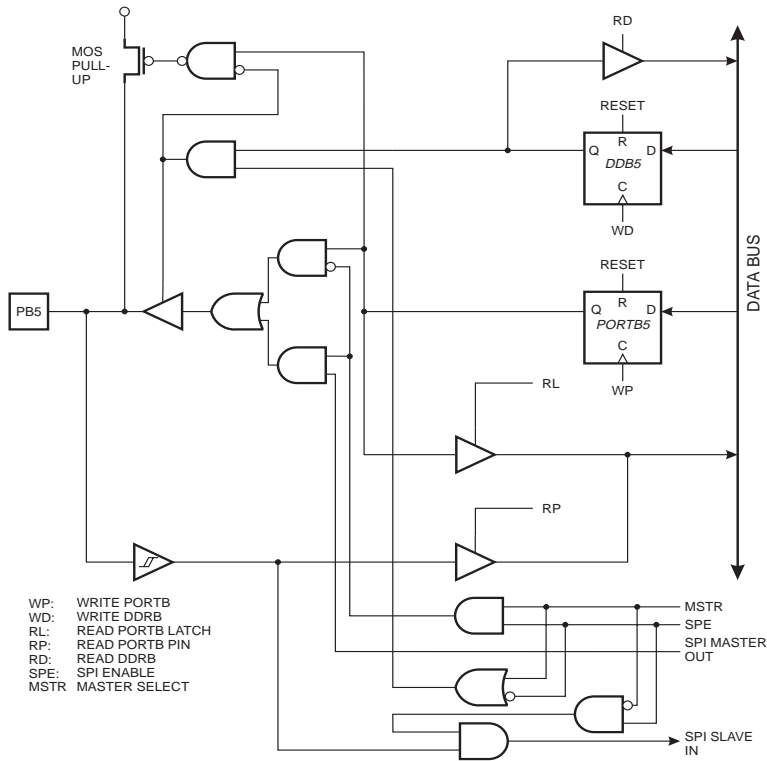 RD
MOS
PULL-
UP
RESET
R
Q
D
DDB5
C
WD
RESET
R
Q
D
PORTB5
C
WP
DATA BUS
PB5
RL
RP
WP: WRITE PORTB
WD: WRITE DDRB
RL: READ PORTB LATCH
RP: READ PORTB PIN
RD: READ DDRB
SPE: SPI ENABLE
MSTR MASTER SELECT
MSTR
SPE
SPI MASTER
OUT
SPI SLAVE
IN